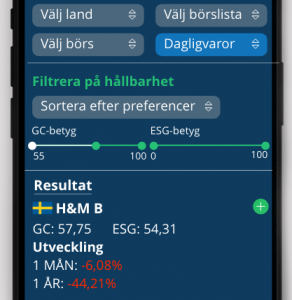 Välj land Välj börslista
Välj börs Dagligvaror
Filtrera på hållbarhet
Sortera efter preferencer
GC-betyg ESG-betyg
55 100 0 100
Resultat
H&M B
GC: 57,75 ESG: 54,31
Utveckling
1 MÅN: -6,08%
1 ÅR: -44,21%